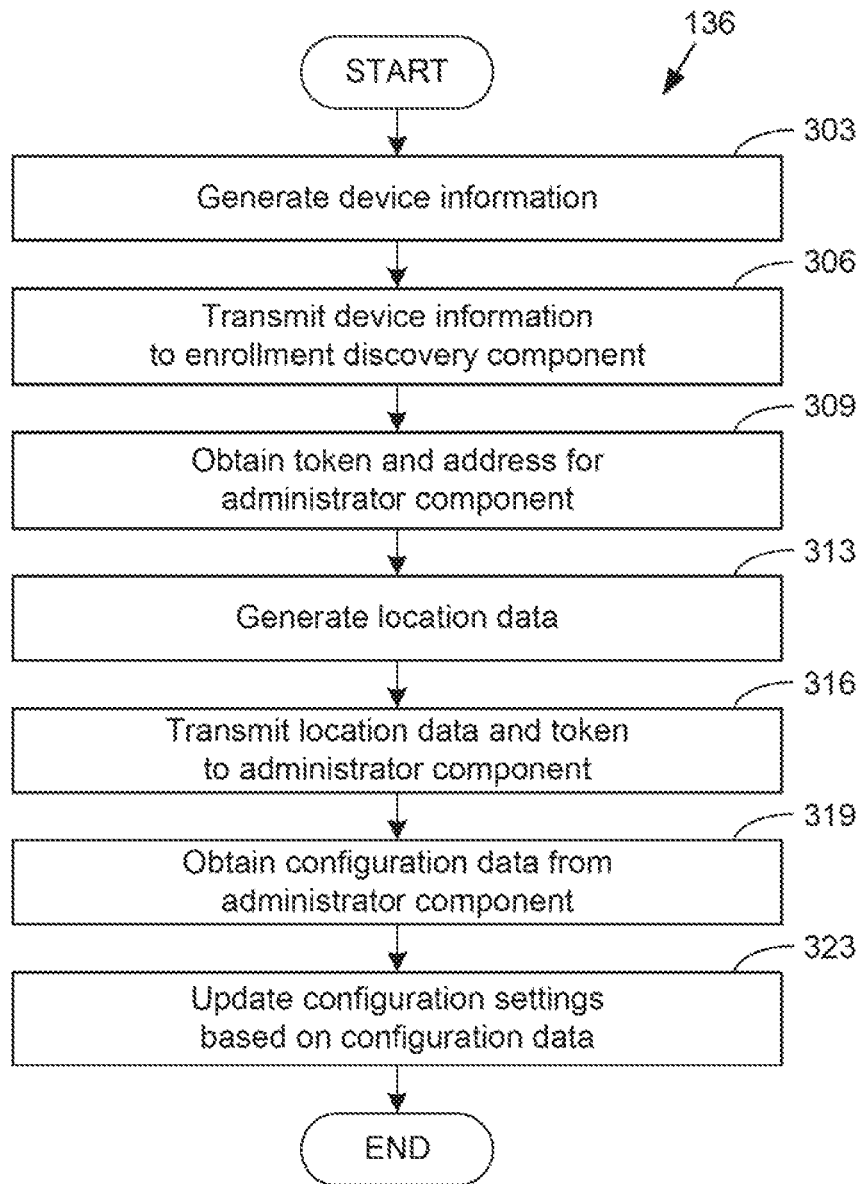 136
START
303
Generate device information
306
Transmit device information
to enrollment discovery component
309
Obtain token and address for
administrator component
313
Generate location data
316
Transmit location data and token
to administrator component
319
Obtain configuration data from
administrator component
323
Update configuration settings
based on configuration data
END